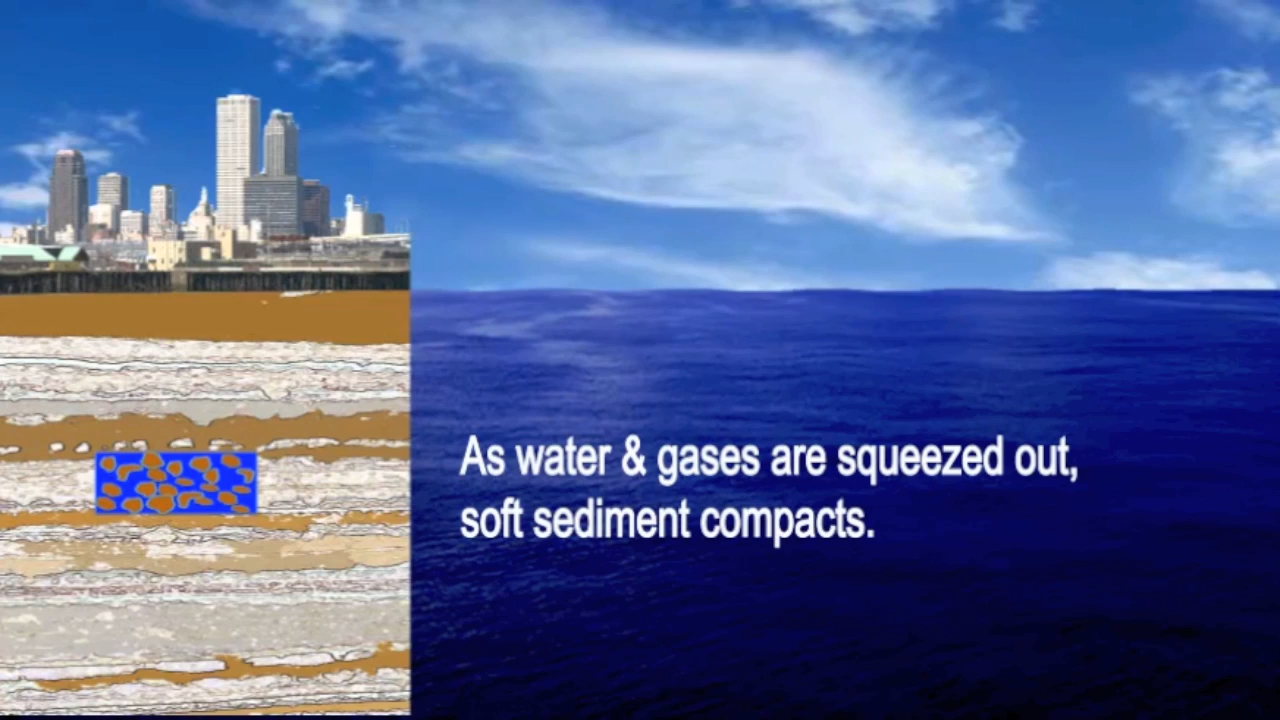 As water & gases are squeezed out,
soft sediment compacts.